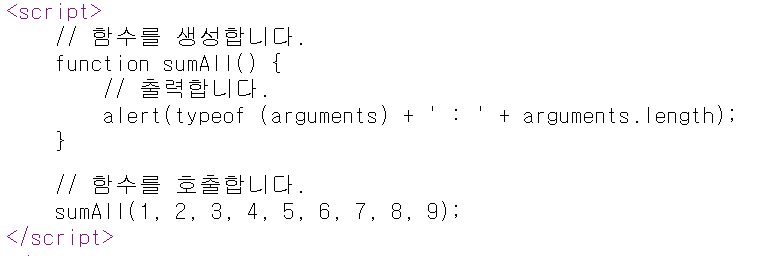 <script>
// 함수를 생성합니다.
function sumAll() {
// 출력합니다.
alert(typeof (arguments) + ' : ' + arguments.length);
}
// 함수를 호출합니다.
sumAll(1, 2, 3, 4, 5, 6, 7, 8, 9);
</script>